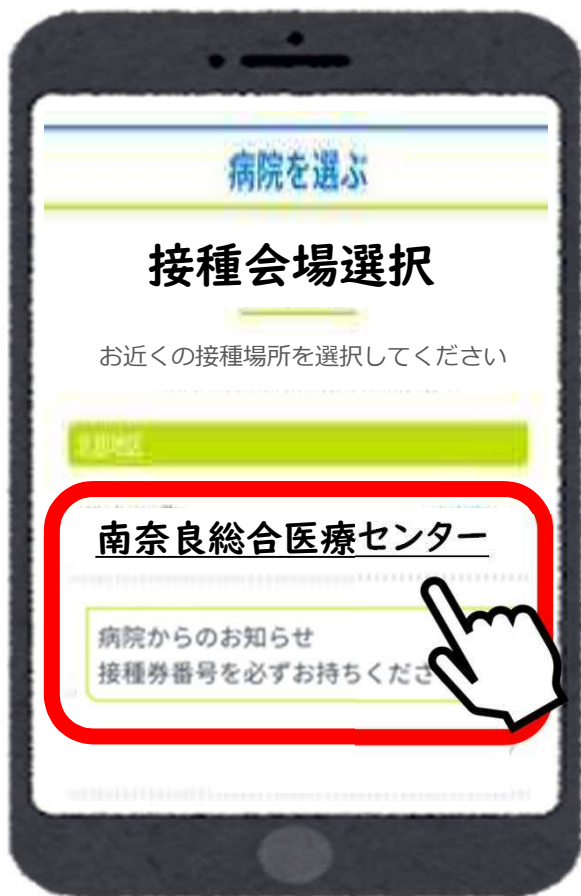 病院を選ぶ
接種会場選択
お近くの接種場所を選択してください
南奈良総合医療センター
病院からのお知らせ
接種券番号を必ずお持ちくださ